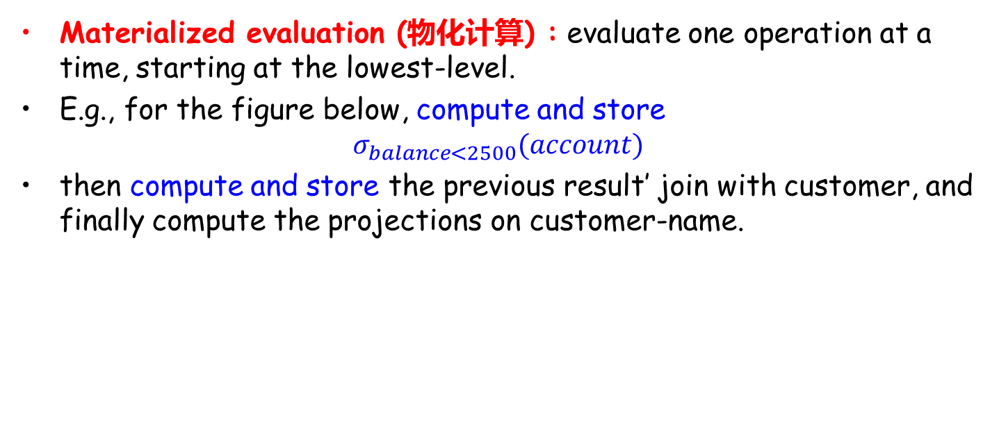 • Materialized evaluation (物化计算) : evaluate one operation at a
time, starting at the lowest-level.
• E.g., for the figure below, compute and store
σ_{balance<2500}(account)
• then compute and store the previous result’ join with customer, and
finally compute the projections on customer-name.